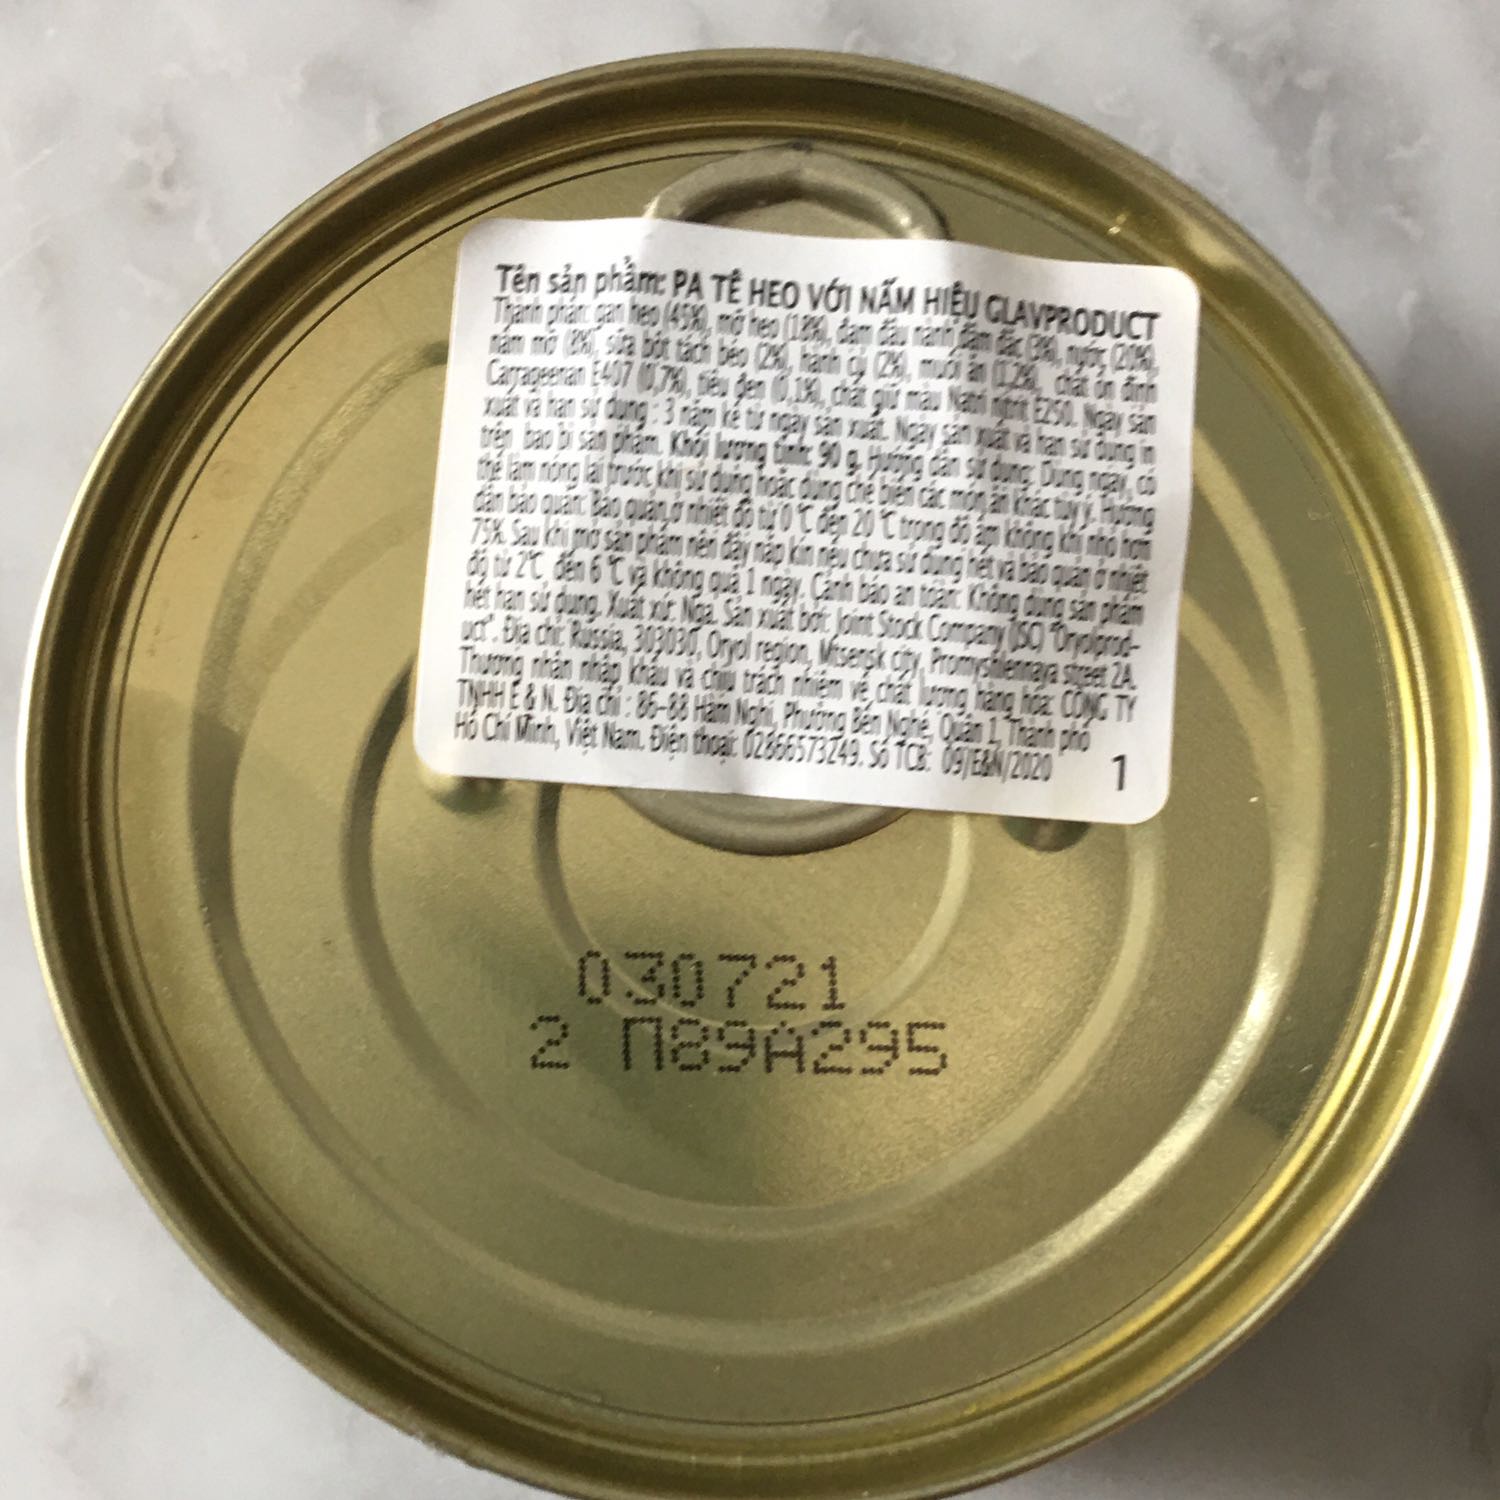 Tên sản phẩm: PA TÊ HEO VỚI NẤM HIỆU GLAVPRODUCT
Thành phần: gan heo (45%), mỡ heo (18%), đạm đậu nành đậm đặc (3%), nước (20%),
nấm mỡ (8%), sữa bột tách béo (2%), hành củ (2%), muối ăn (1,2%), chất ổn định
Carrageenan E407 (0,7%), tiêu đen (0,1%), chất giữ màu Natri nitrit E250. Ngày sản
xuất và hạn sử dụng : 3 năm kể từ ngày sản xuất. Ngày sản xuất và hạn sử dụng in
trên bao bì sản phẩm. Khối lượng tịnh: 90 g. Hướng dẫn sử dụng: Dùng ngay, có
thể làm nóng lại trước khi sử dụng hoặc dùng chế biến các món ăn khác tùy ý. Hướng
dẫn bảo quản: Bảo quản ở nhiệt độ từ 0 °C đến 20 °C trong độ ẩm không khí nhỏ hơn
75%. Sau khi mở sản phẩm nên đậy nắp kín nếu chưa sử dụng hết và bảo quản ở nhiệt
độ từ 2°C đến 6 °C và không quá 1 ngày. Cảnh báo an toàn: Không dùng sản phẩm
hết hạn sử dụng. Xuất xứ: Nga. Sản xuất bởi: Joint Stock Company (JSC) "Oryolprod-
uct". Địa chỉ: Russia, 303030, Oryol region, Mtsensk city, Promyshlennaya street 2A.
Thương nhân nhập khẩu và chịu trách nhiệm về chất lượng hàng hóa: CÔNG TY
TNHH E & N. Địa chỉ : 86-88 Hàm Nghi, Phường Bến Nghé, Quận 1, Thành phố
Hồ Chí Minh, Việt Nam. Điện thoại: 02866573249. Số TCB: 09/E&N/2020
1
030721
2 П89А295